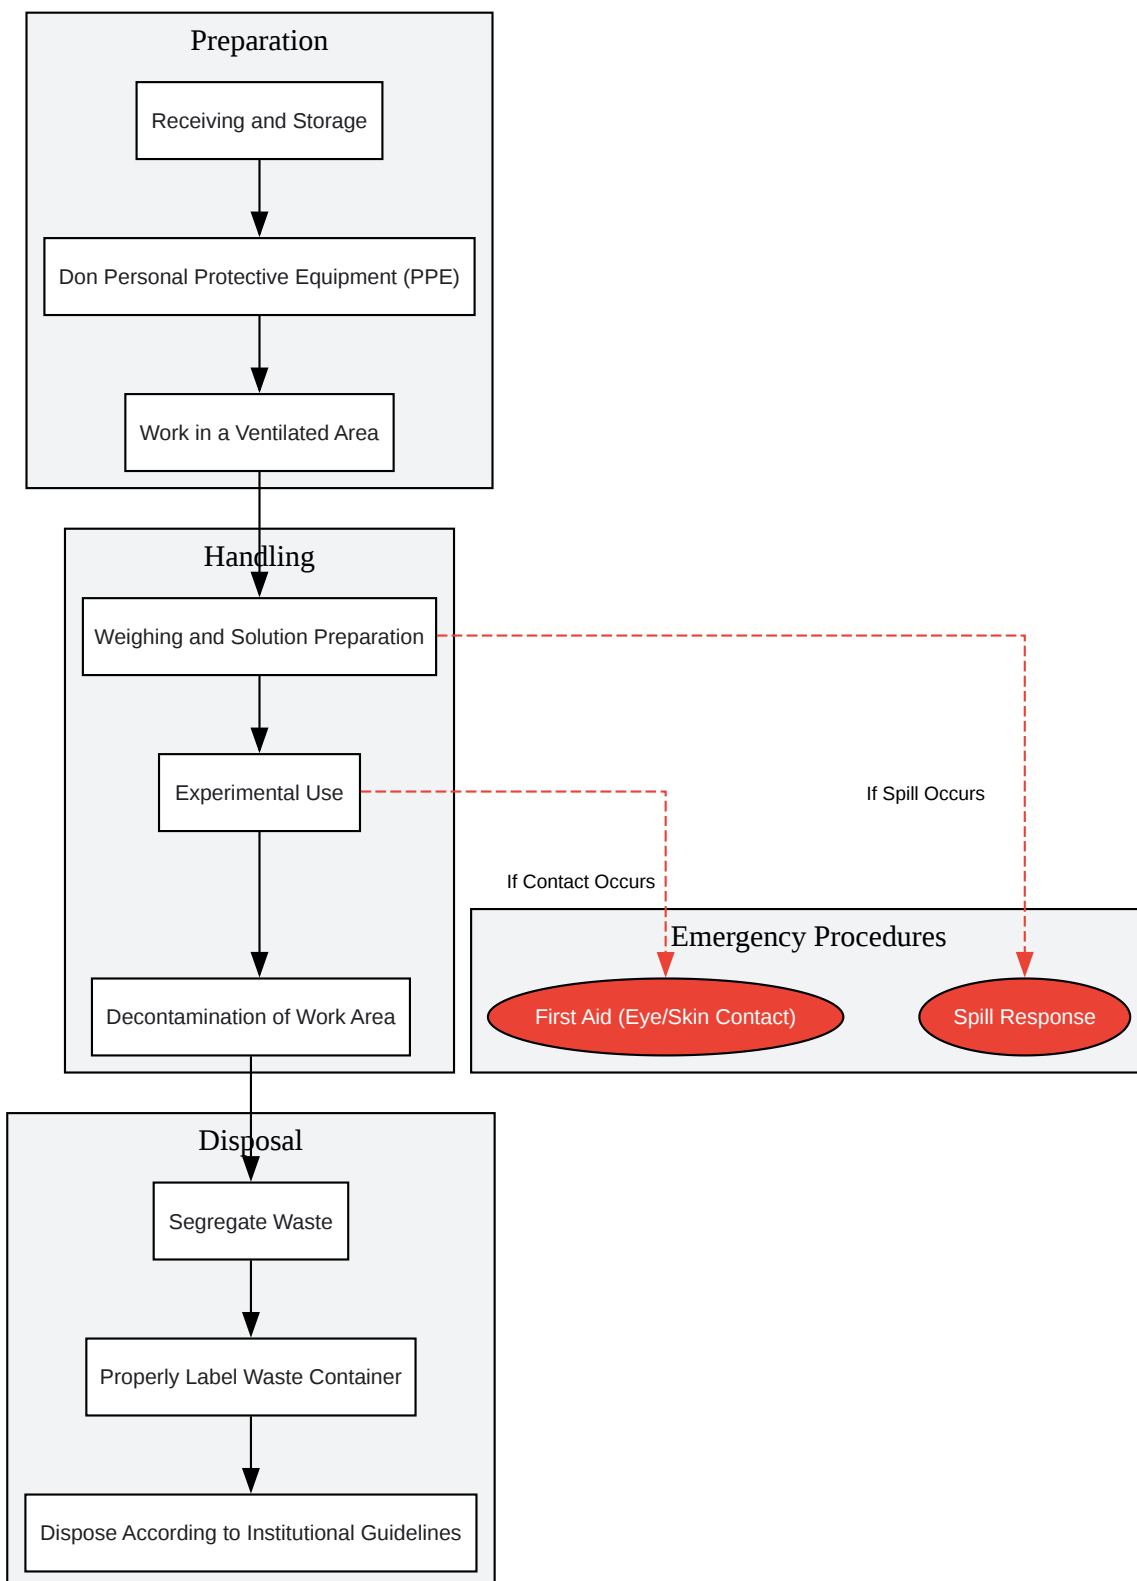 Preparation
Receiving and Storage
Don Personal Protective Equipment (PPE)
Work in a Ventilated Area
Handling
Weighing and Solution Preparation
Experimental Use
If Spill Occurs
If Contact Occurs
Emergency Procedures
Decontamination of Work Area
First Aid (Eye/Skin Contact)
Spill Response
Disposal
Segregate Waste
Properly Label Waste Container
Dispose According to Institutional Guidelines